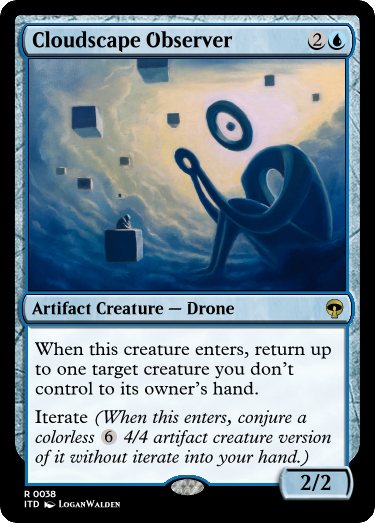 Cloudscape Observer 2
Artifact Creature — Drone
When this creature enters, return up
to one target creature you don't
control to its owner's hand.
Iterate (When this enters, conjure a
colorless 6 4/4 artifact creature version
of it without iterate into your hand.)
2/2
R 0038
ITD LoganWalden